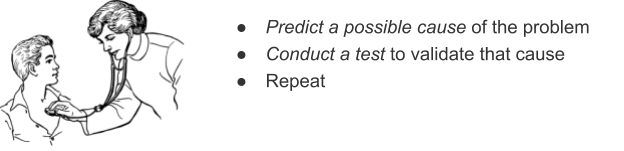 ● Predict a possible cause of the problem
● Conduct a test to validate that cause
● Repeat